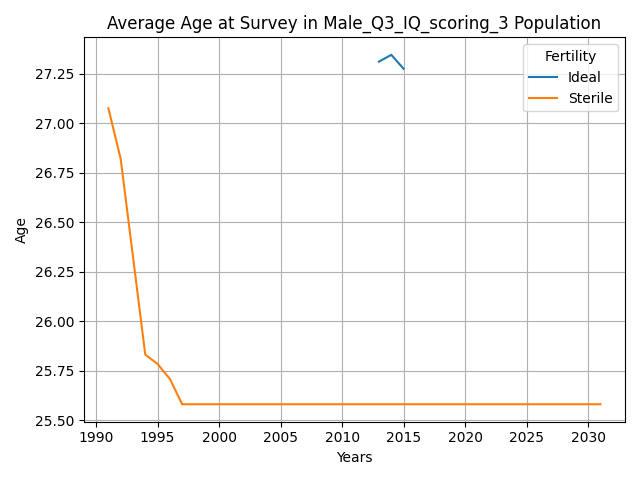 Average Age at Survey in Male_Q3_IQ_scoring_3 Population
Fertility
Ideal
Sterile
27.25
27.00
26.75
26.50
26.25
26.00
25.75
25.50
Age
1990 1995 2000 2005 2010 2015 2020 2025 2030
Years